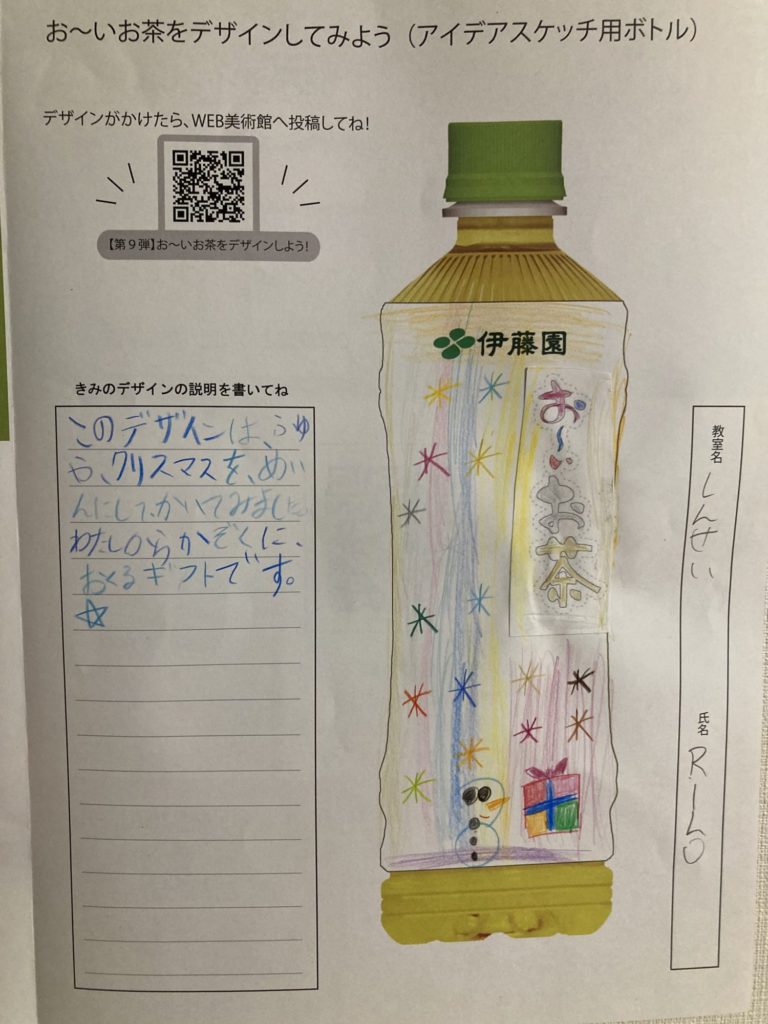 お～いお茶をデザインしてみよう（アイデアスケッチ用ボトル）
デザインがかけたら、WEB美術館へ投稿してね！
【第９弾】お～いお茶をデザインしよう！
伊藤園
お～いお茶
きみのデザインの説明を書いてね
このデザインは、ふゆ
や、クリスマスを、めい
んにして、かいてみました。
わたしからかぞくに、
おくるギフトです。
☆
教室名
しんせい
氏名
RILO